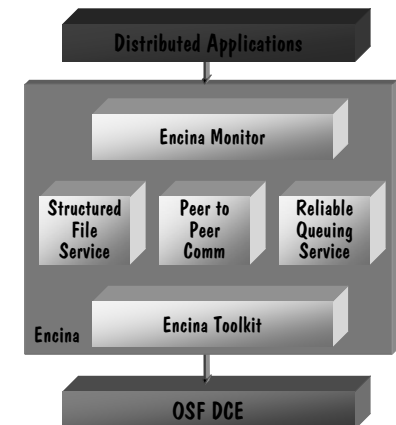 Distributed Applications
Encina Monitor
Structured
File
Service
Peer to
Peer
Comm
Reliable
Queuing
Service
Encina Toolkit
Encina
OSF DCE